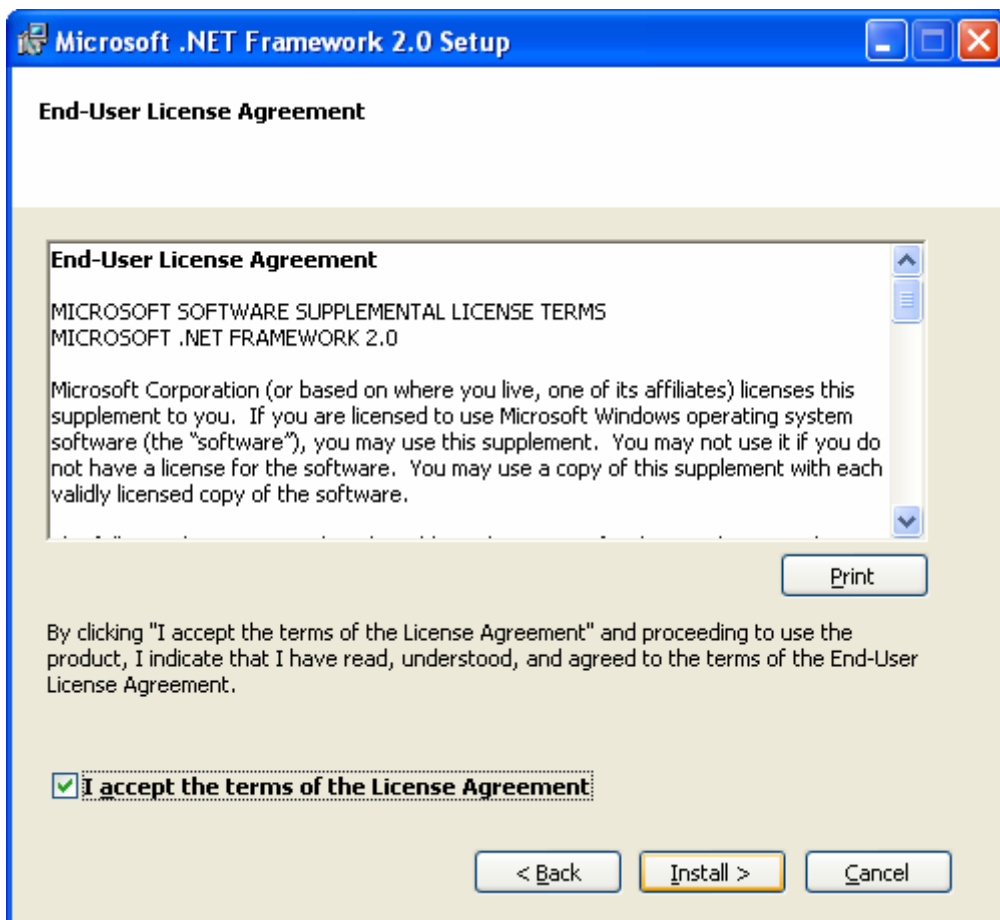 Microsoft .NET Framework 2.0 Setup
End-User License Agreement
End-User License Agreement
MICROSOFT SOFTWARE SUPPLEMENTAL LICENSE TERMS
MICROSOFT .NET FRAMEWORK 2.0
Microsoft Corporation (or based on where you live, one of its affiliates) licenses this
supplement to you.  If you are licensed to use Microsoft Windows operating system
software (the “software”), you may use this supplement.  You may not use it if you do
not have a license for the software.  You may use a copy of this supplement with each
validly licensed copy of the software.
Print
By clicking "I accept the terms of the License Agreement" and proceeding to use the
product, I indicate that I have read, understood, and agreed to the terms of the End-User
License Agreement.
I accept the terms of the License Agreement
< Back
Install >
Cancel